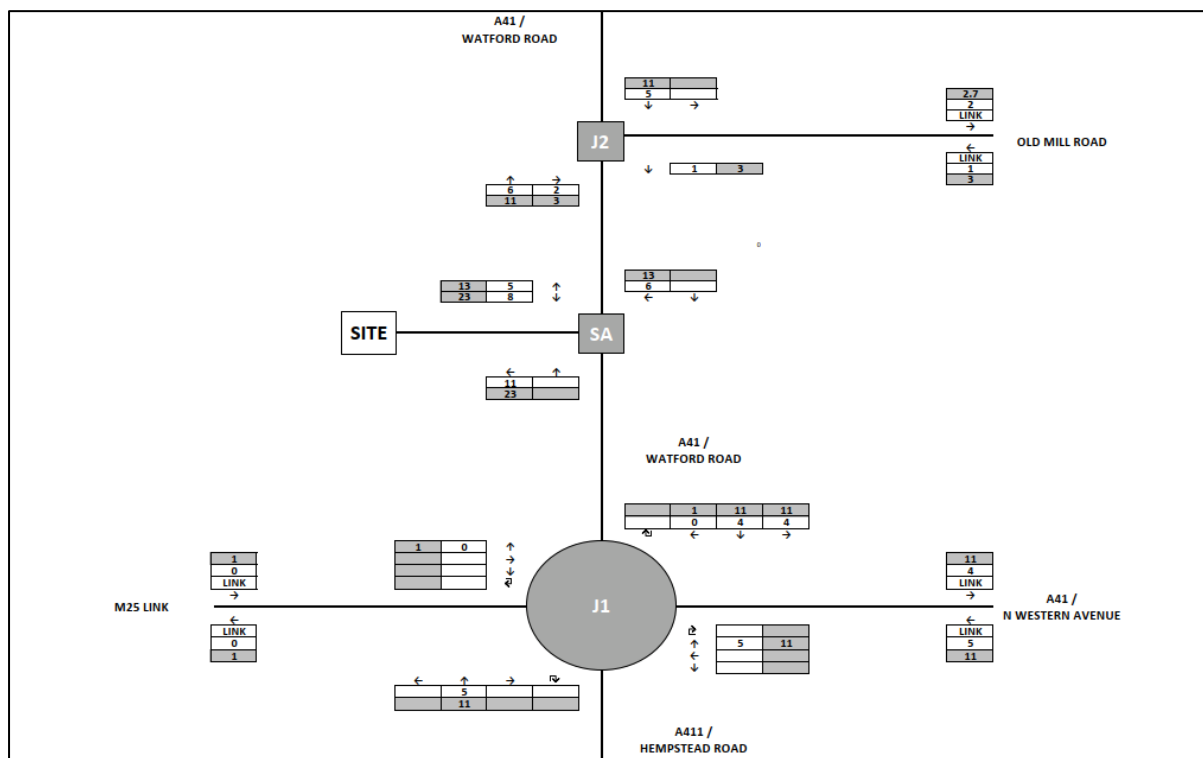 A41 /
WATFORD ROAD
11
5
↓ →
2.7
2
LINK
→
J2
OLD MILL ROAD
←
LINK
1
3
↓ 1 3
↑ →
6 2
11 3
0
13 5 ↑
23 8 ↓
13
6
← ↓
SITE
SA
← ↑
11
23
A41 /
WATFORD ROAD
1 11 11
0 4 4
← ↓ →
1 0 ↑
→
↓
1
0
LINK
→
11
4
LINK
→
M25 LINK
J1
A41 /
N WESTERN AVENUE
←
LINK
0
1
↑ 5 11
←
↓
←
LINK
5
11
← ↑ →
5
11
A411 /
HEMPSTEAD ROAD